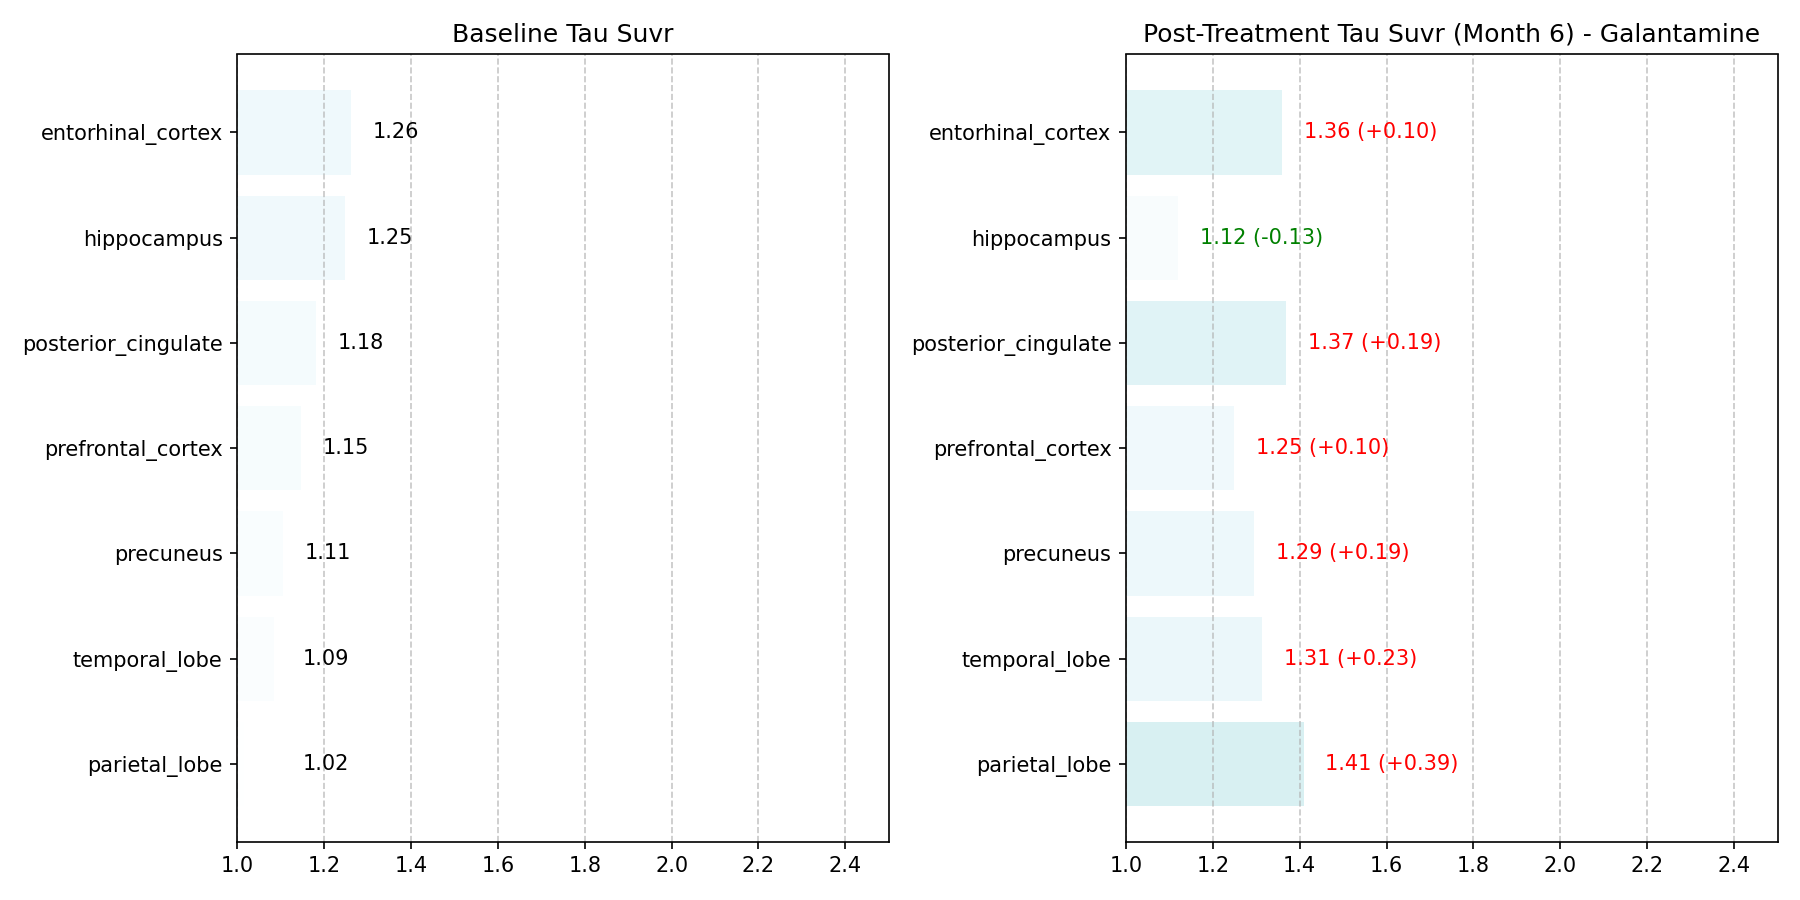 Baseline Tau Suvr
entorhinal_cortex 1.26
hippocampus 1.25
posterior_cingulate 1.18
prefrontal_cortex 1.15
precuneus 1.11
temporal_lobe 1.09
parietal_lobe 1.02
1.0 1.2 1.4 1.6 1.8 2.0 2.2 2.4
Post-Treatment Tau Suvr (Month 6) - Galantamine
entorhinal_cortex 1.36 (+0.10)
hippocampus 1.12 (-0.13)
posterior_cingulate 1.37 (+0.19)
prefrontal_cortex 1.25 (+0.10)
precuneus 1.29 (+0.19)
temporal_lobe 1.31 (+0.23)
parietal_lobe 1.41 (+0.39)
1.0 1.2 1.4 1.6 1.8 2.0 2.2 2.4